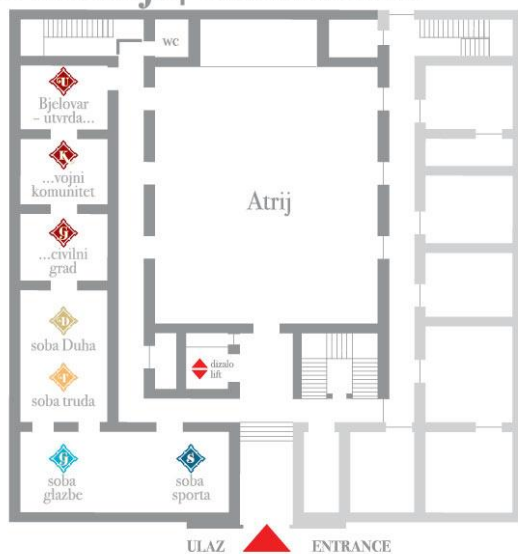 wc
U
Bjelovar
– utvrda...
K
...vojni
komunitet
Atrij
G
...civilni
grad
D
soba Duha
dizalo
lift
T
soba truda
G
soba
glazbe
S
soba
sporta
ULAZ
ENTRANCE